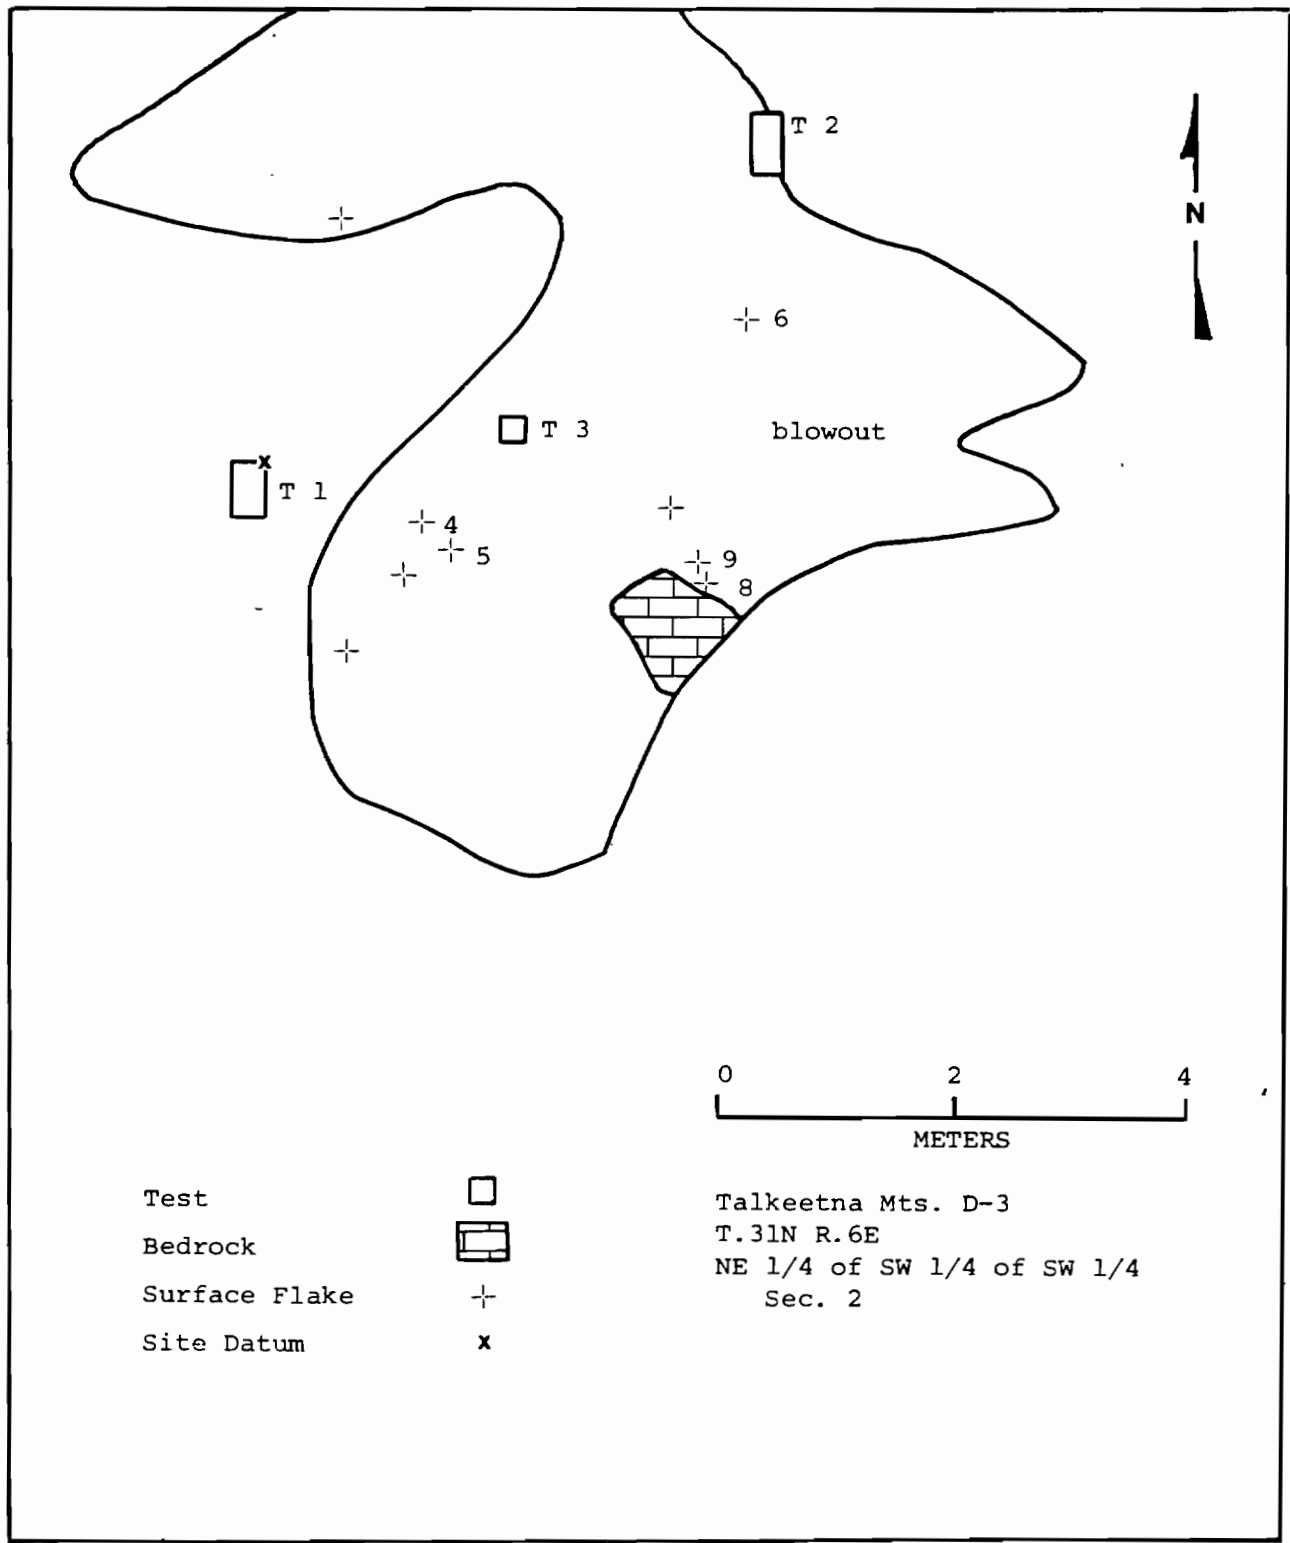 T 2
N
6
T 3
blowout
x
T 1
4
5
9
8
0 2 4
METERS
Test
Bedrock
Surface Flake
Site Datum x
Talkeetna Mts. D-3
T.31N R.6E
NE 1/4 of SW 1/4 of SW 1/4
Sec. 2